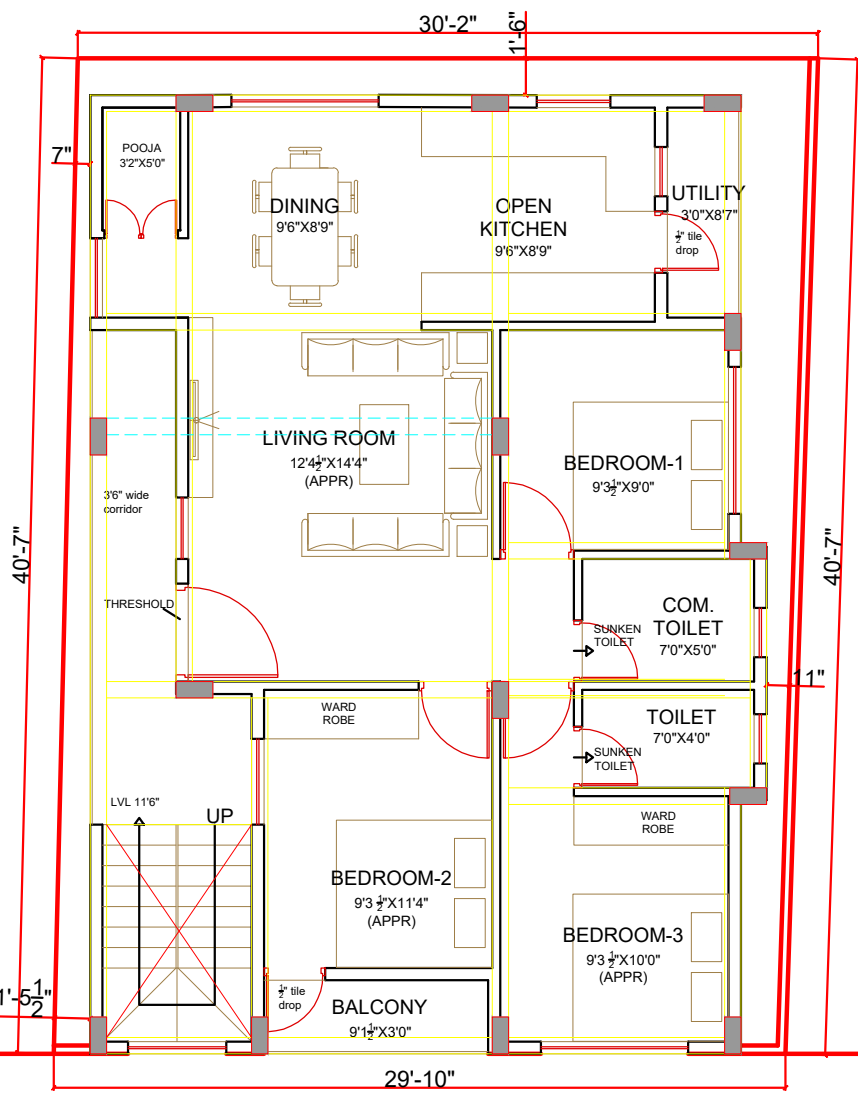 30'-2"
1'-6"
7"
POOJA
3'2"X5'0"
DINING
9'6"X8'9"
OPEN
KITCHEN
9'6"X8'9"
UTILITY
3'0"X8'7"
½" tile
drop
LIVING ROOM
12'4½"X14'4"
(APPR)
BEDROOM-1
9'3½"X9'0"
3'6" wide
corridor
40'-7"
40'-7"
THRESHOLD
COM.
TOILET
7'0"X5'0"
SUNKEN
TOILET
11"
WARD
ROBE
TOILET
7'0"X4'0"
SUNKEN
TOILET
LVL 11'6"
UP
WARD
ROBE
BEDROOM-2
9'3 ½"X11'4"
(APPR)
BEDROOM-3
9'3 ½"X10'0"
(APPR)
1'-5½"
½" tile
drop
BALCONY
9'1½"X3'0"
29'-10"